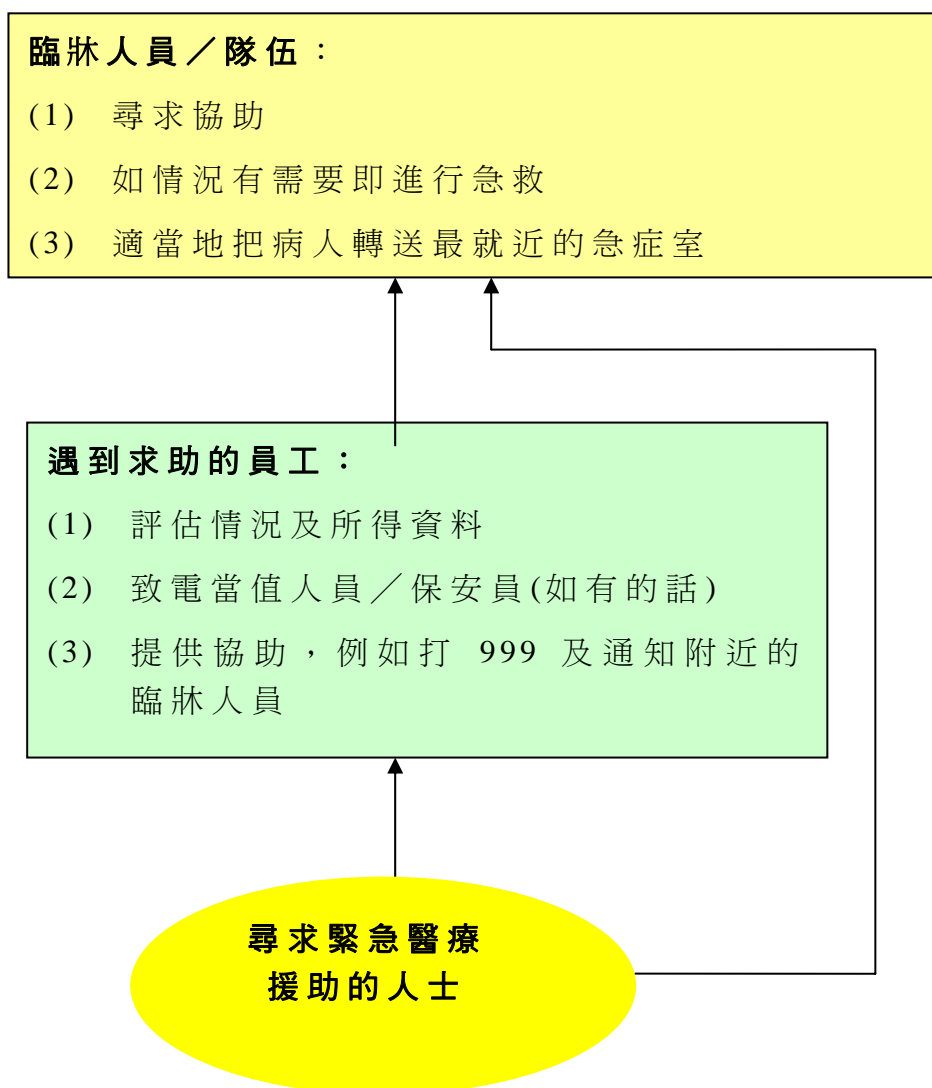 臨牀人員／隊伍：
(1) 尋求協助
(2) 如情況有需要即進行急救
(3) 適當地把病人轉送最就近的急症室
遇到求助的員工：
(1) 評估情況及所得資料
(2) 致電當值人員／保安員(如有的話)
(3) 提供協助，例如打 999 及通知附近的
臨牀人員
尋求緊急醫療
援助的人士